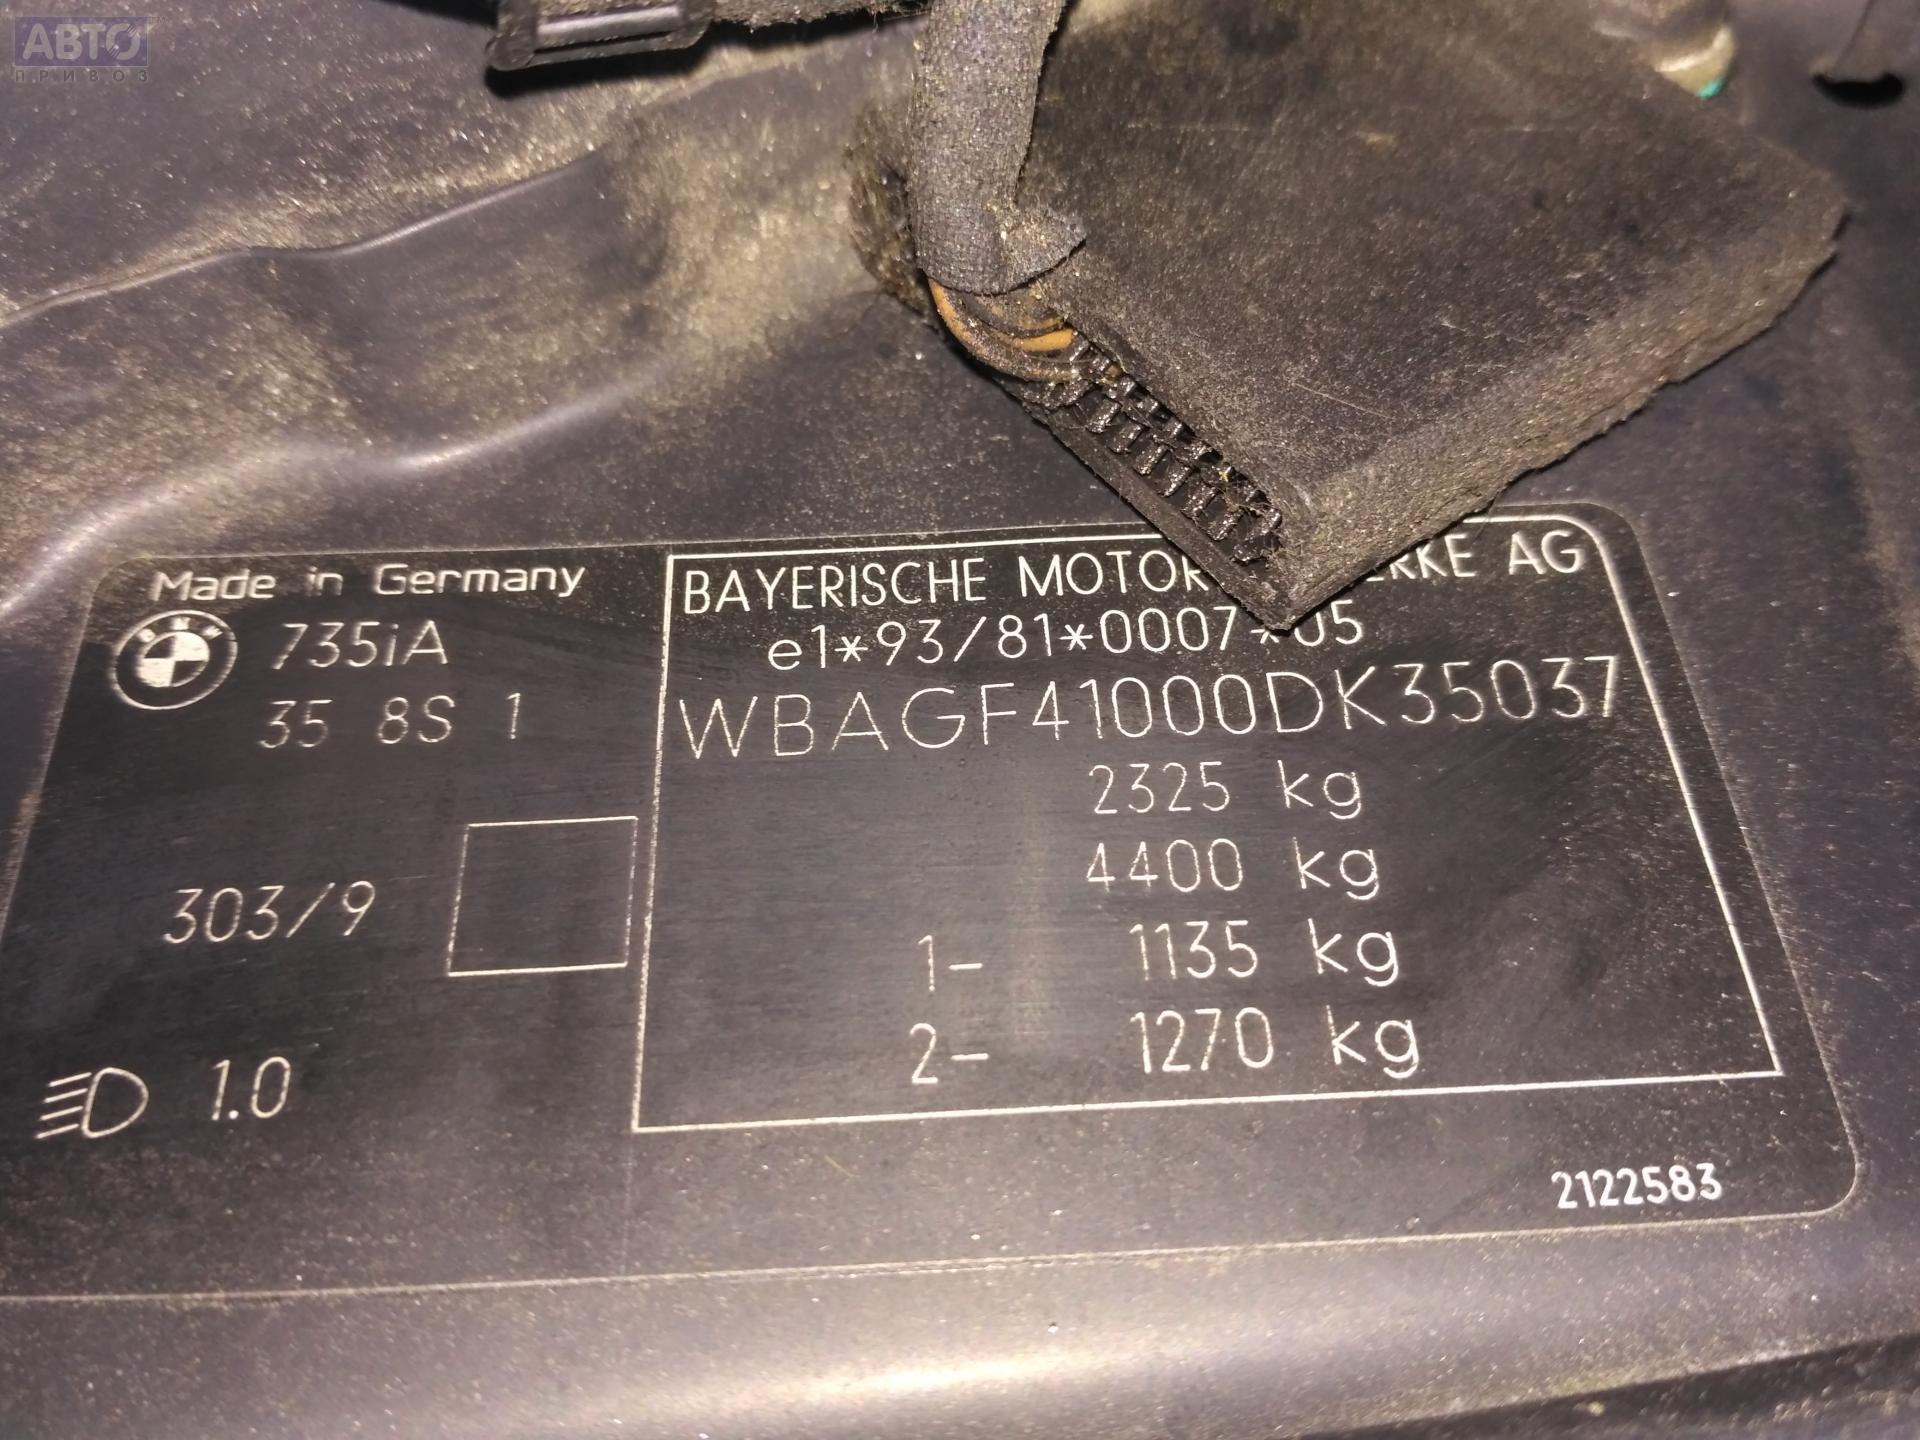 АВТО
ПРИВОЗ
Made in Germany
BMW
735iA
35 8S 1
303/9
1.0
BAYERISCHE MOTOR ERKE AG
e1*93/81*0007*05
WBAGF41000DK35037
2325 kg
4400 kg
1- 1135 kg
2- 1270 kg
2122583